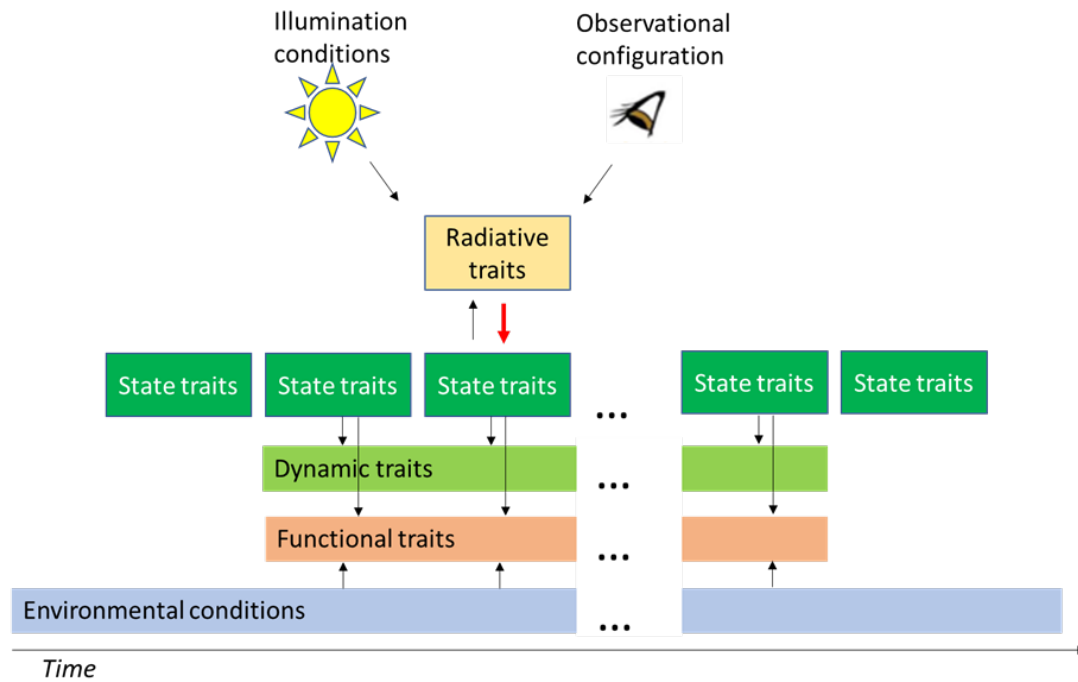 Illumination
conditions
Observational
configuration
Radiative
traits
State traits
State traits
State traits
...
State traits
State traits
Dynamic traits
...
Functional traits
...
Environmental conditions
...
Time